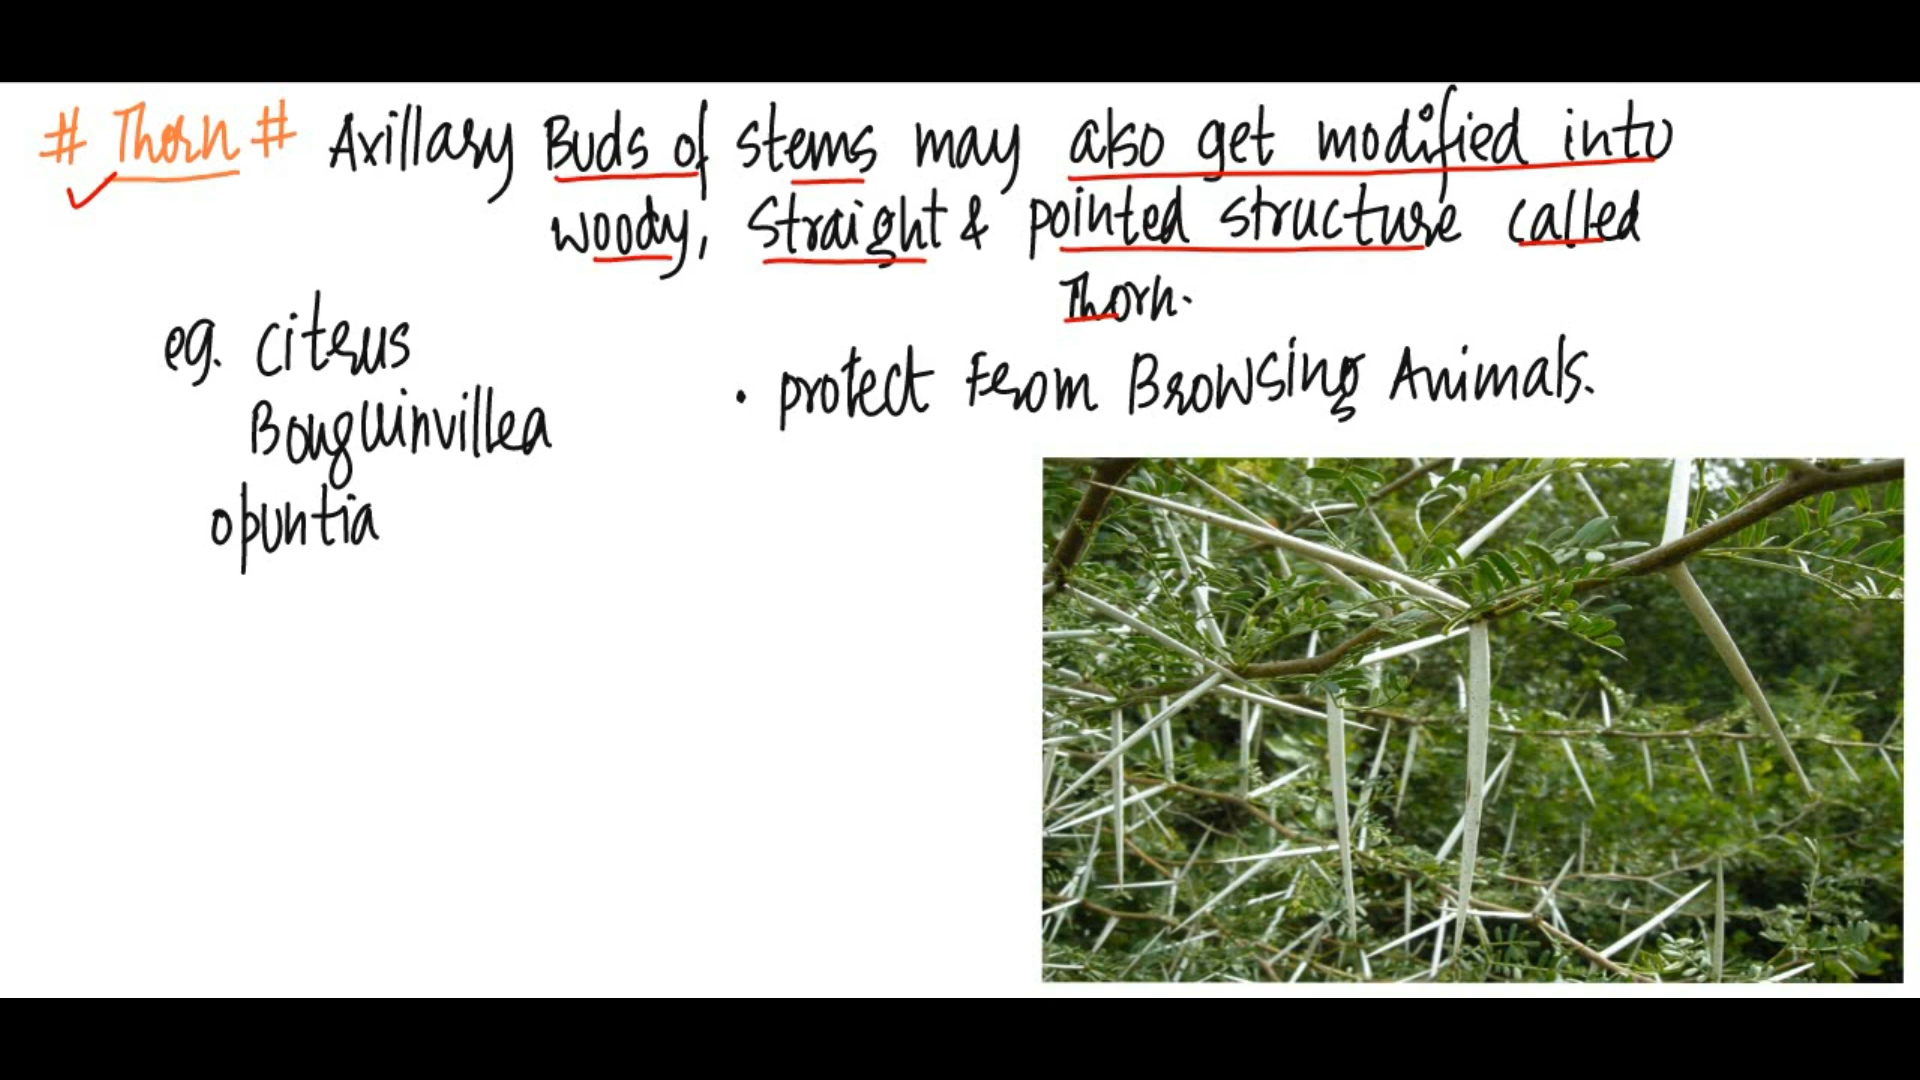 # Thorn # Axillary Buds of stems may also get modified into
woody, Straight & pointed structure called
Thorn.
eg. citrus
Bouguinvillea
opuntia
• protect From Browsing Animals.